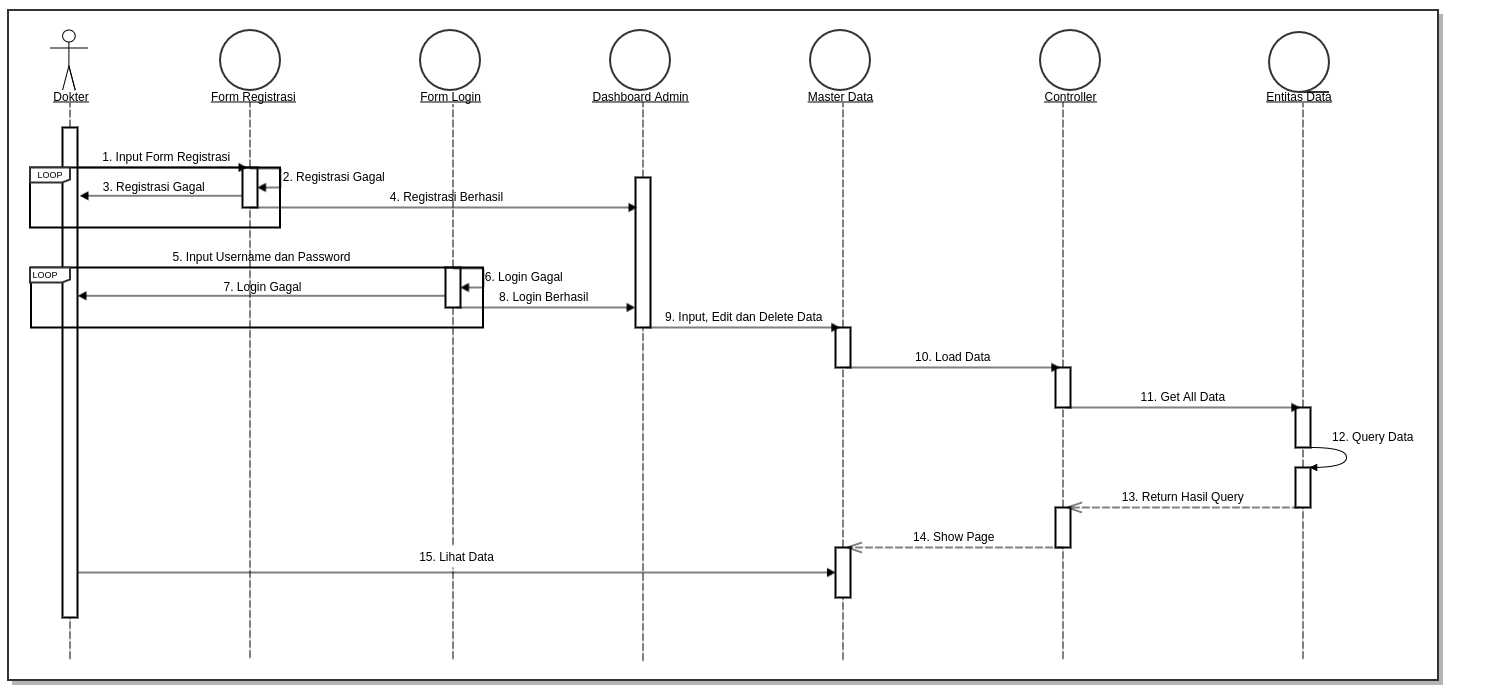 Dokter
Form Registrasi
Form Login
Dashboard Admin
Master Data
Controller
Entitas Data
1. Input Form Registrasi
LOOP
2. Registrasi Gagal
3. Registrasi Gagal
4. Registrasi Berhasil
5. Input Username dan Password
LOOP
6. Login Gagal
7. Login Gagal
8. Login Berhasil
9. Input, Edit dan Delete Data
10. Load Data
11. Get All Data
12. Query Data
13. Return Hasil Query
14. Show Page
15. Lihat Data